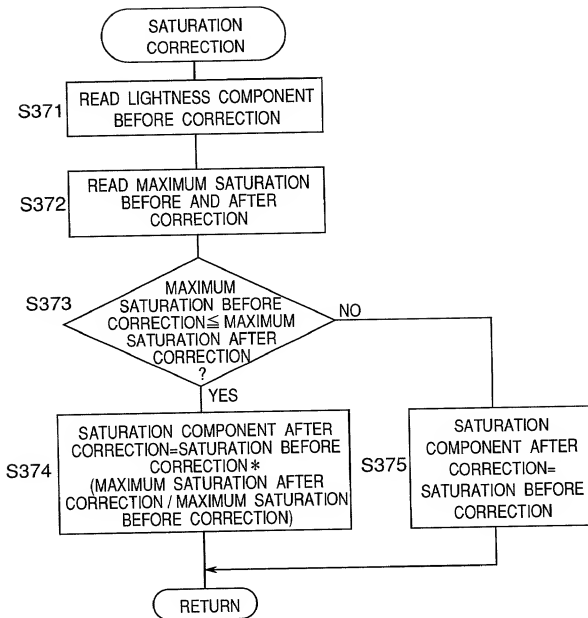 SATURATION
CORRECTION
S371
READ LIGHTNESS COMPONENT
BEFORE CORRECTION
S372
READ MAXIMUM SATURATION
BEFORE AND AFTER
CORRECTION
S373
MAXIMUM
SATURATION BEFORE
CORRECTION≦MAXIMUM
SATURATION AFTER
CORRECTION
?
NO
YES
S374
SATURATION COMPONENT AFTER
CORRECTION=SATURATION BEFORE
CORRECTION*
(MAXIMUM SATURATION AFTER
CORRECTION/MAXIMUM SATURATION
BEFORE CORRECTION)
S375
SATURATION
COMPONENT AFTER
CORRECTION=
SATURATION BEFORE
CORRECTION
RETURN